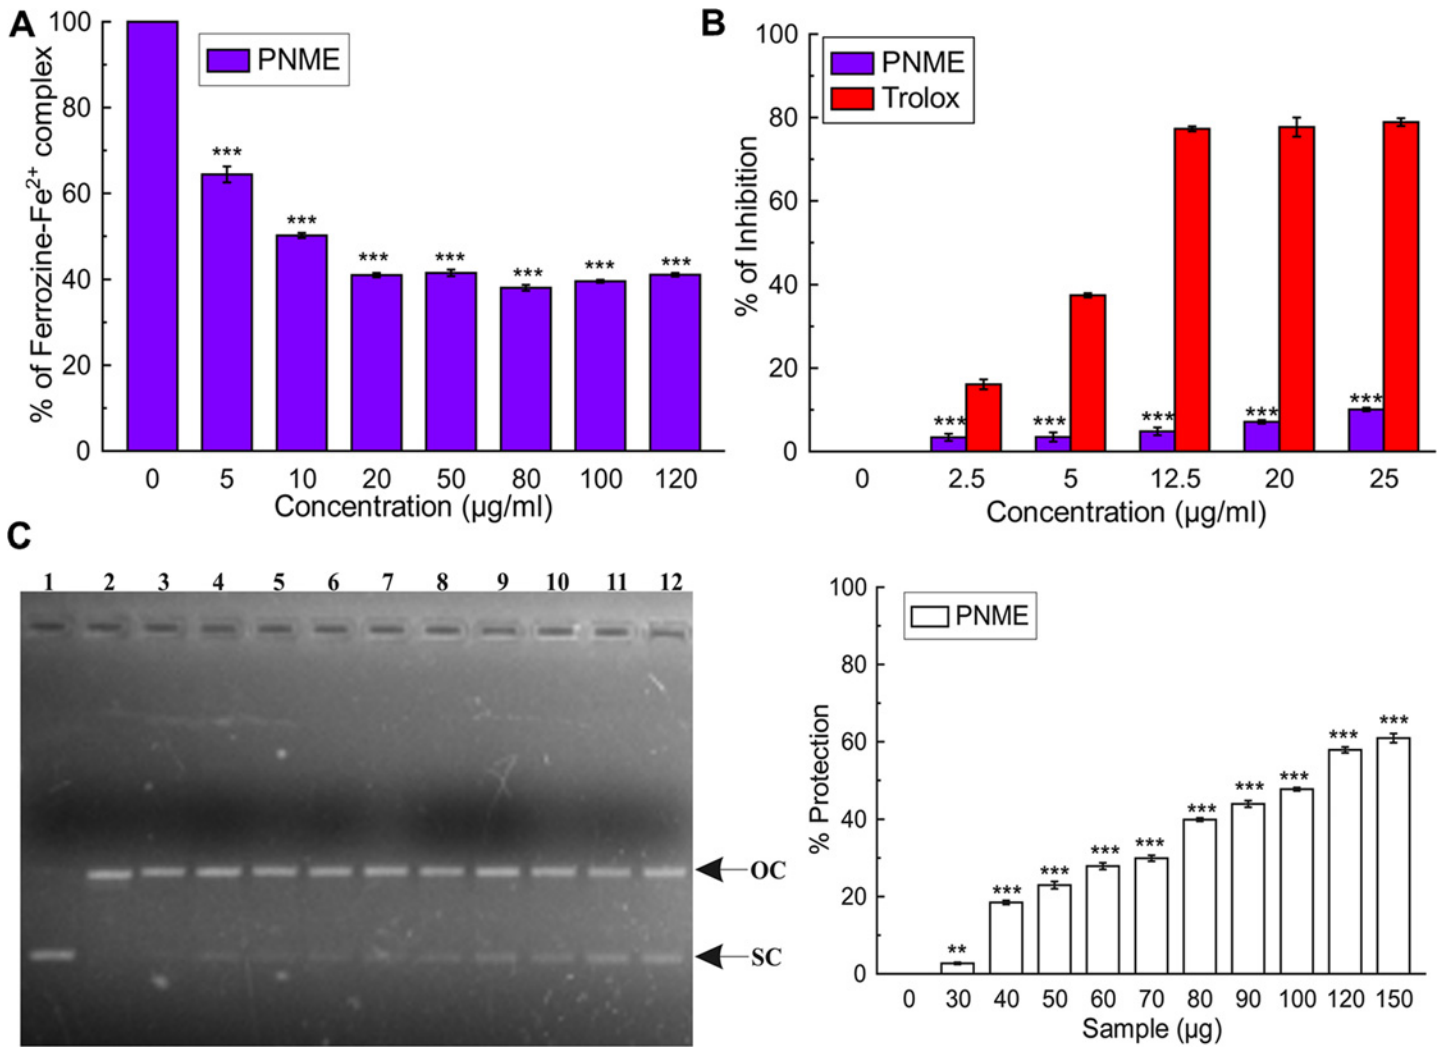 A
% of Ferrozine-Fe2+ complex
100
80
60
40
20
0
PNME
***
***
***
***
***
***
***
0 5 10 20 50 80 100 120
Concentration (µg/ml)
B
% of Inhibition
100
80
60
40
20
0
PNME
Trolox
***
***
***
***
***
0 2.5 5 12.5 20 25
Concentration (µg/ml)
C
1 2 3 4 5 6 7 8 9 10 11 12
OC
SC
% Protection
100
80
60
40
20
0
PNME
**
***
***
***
***
***
***
***
***
***
0 30 40 50 60 70 80 90 100 120 150
Sample (µg)